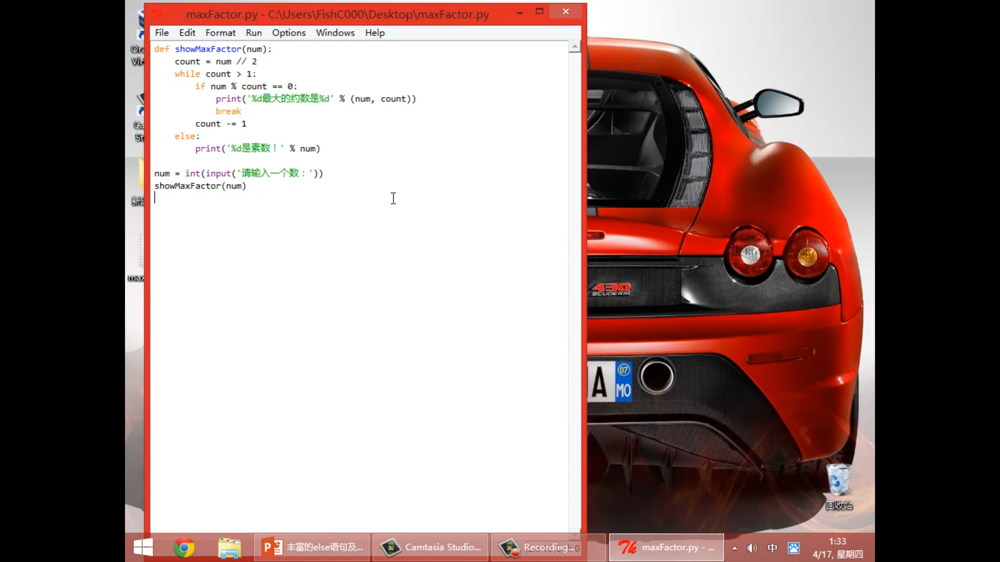 maxFactor.py - C:\Users\FishC000\Desktop\maxFactor.py
File Edit Format Run Options Windows Help
def showMaxFactor(num):
    count = num // 2
    while count > 1:
        if num % count == 0:
            print('%d最大的约数是%d' % (num, count))
            break
        count -= 1
    else:
        print('%d是素数！' % num)
num = int(input('请输入一个数：'))
showMaxFactor(num)
430
SCUDERIA
A
07
MO
回收站
丰富的else语句及...
Camtasia Studio...
Recording...
maxFactor.py - ...
中
1:33
4/17, 星期四